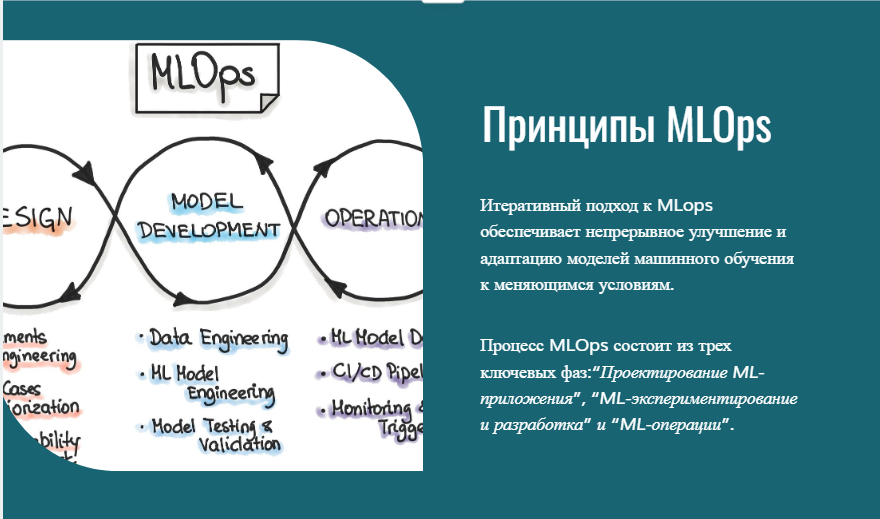 MLOps
ESIGN
MODEL
DEVELOPMENT
OPERATION
ments
ngineering
Cases
iorization
bility
• Data Engineering
• ML Model
Engineering
• Model Testing &
Validation
• ML Model D
• CI/CD Pipel
• Monitoring &
Trigge
Принципы MLOps
Итеративный подход к MLops
обеспечивает непрерывное улучшение и
адаптацию моделей машинного обучения
к меняющимся условиям.
Процесс MLOps состоит из трех
ключевых фаз:“Проектирование ML-
приложения”, “ML-экспериментирование
и разработка” и “ML-операции”.